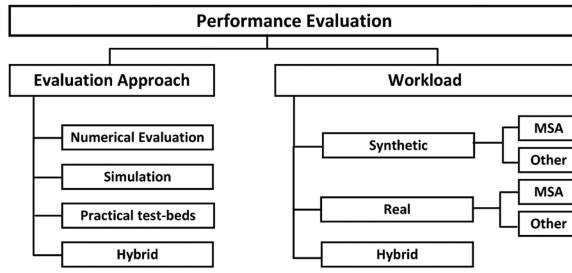 Performance Evaluation
Evaluation Approach
Numerical Evaluation
Simulation
Practical test-beds
Hybrid
Workload
Synthetic
MSA
Other
Real
MSA
Other
Hybrid